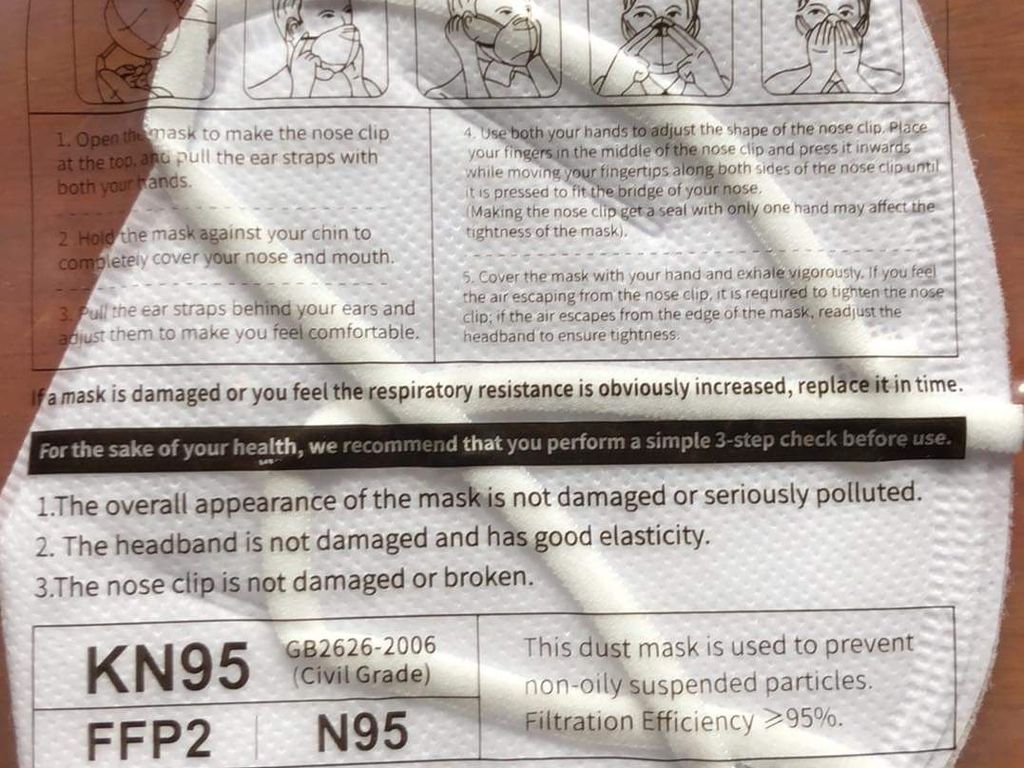 1. Open the mask to make the nose clip
at the top, and pull the ear straps with
both your hands.
2 Hold the mask against your chin to
completely cover your nose and mouth.
3. Pull the ear straps behind your ears and
adjust them to make you feel comfortable.
4. Use both your hands to adjust the shape of the nose clip. Place
your fingers in the middle of the nose clip and press it inwards
while moving your fingertips along both sides of the nose clip until
it is pressed to fit the bridge of your nose.
(Making the nose clip get a seal with only one hand may affect the
tightness of the mask).
5. Cover the mask with your hand and exhale vigorously. If you feel
the air escaping from the nose clip, it is required to tighten the nose
clip; if the air escapes from the edge of the mask, readjust the
headband to ensure tightness.
If a mask is damaged or you feel the respiratory resistance is obviously increased, replace it in time.
For the sake of your health, we recommend that you perform a simple 3-step check before use.
1.The overall appearance of the mask is not damaged or seriously polluted.
2. The headband is not damaged and has good elasticity.
3.The nose clip is not damaged or broken.
KN95
GB2626-2006
(Civil Grade)
FFP2
N95
This dust mask is used to prevent
non-oily suspended particles.
Filtration Efficiency ⩾95%.